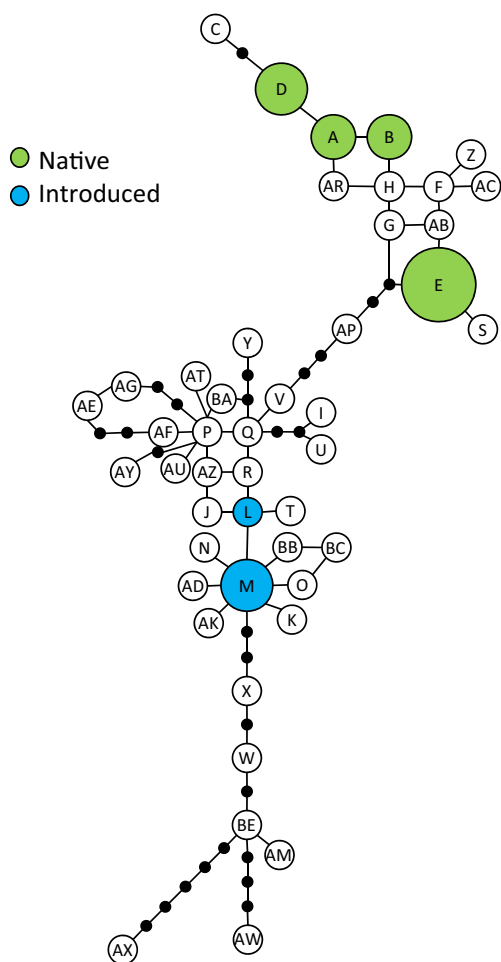 C
D
A B
Native
Z
Introduced
AR H F AC
G AB
E
AP S
Y
AT
AG BA V
AE I
AF P Q
U
AY AU AZ R
J L T
N BB BC
AD M O
AK K
X
W
BE
AM
AX AW